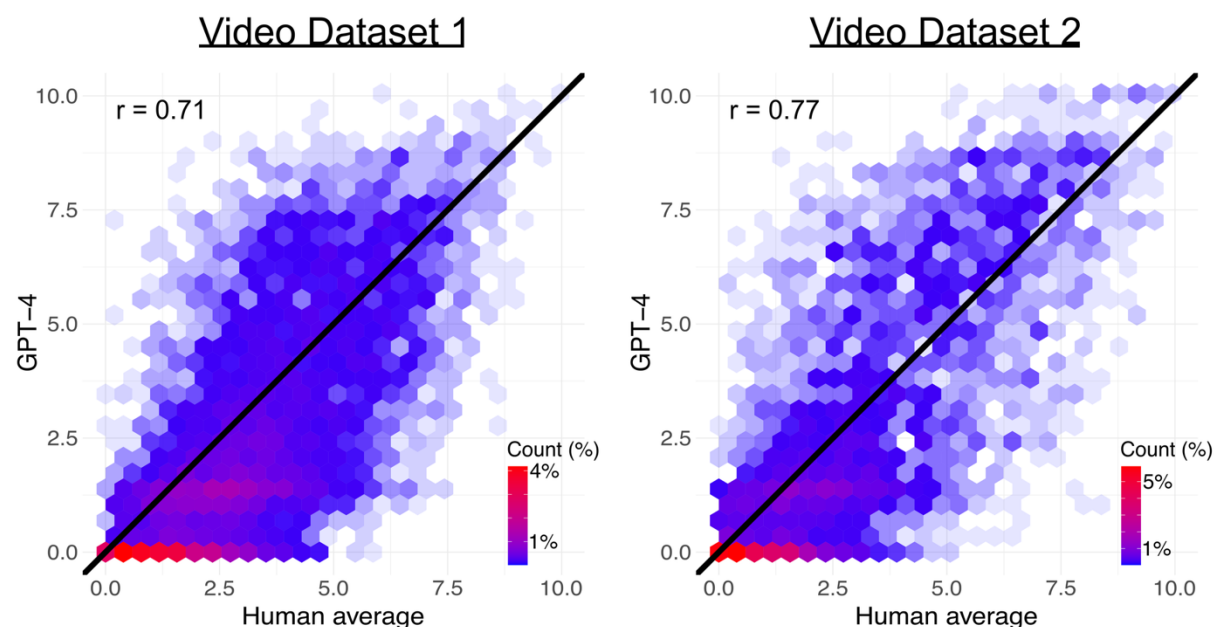 Video Dataset 1
r = 0.71
10.0
7.5
5.0
2.5
0.0
GPT–4
0.0 2.5 5.0 7.5 10.0
Human average
Count (%)
4%
1%
Video Dataset 2
r = 0.77
10.0
7.5
5.0
2.5
0.0
GPT–4
0.0 2.5 5.0 7.5 10.0
Human average
Count (%)
5%
1%